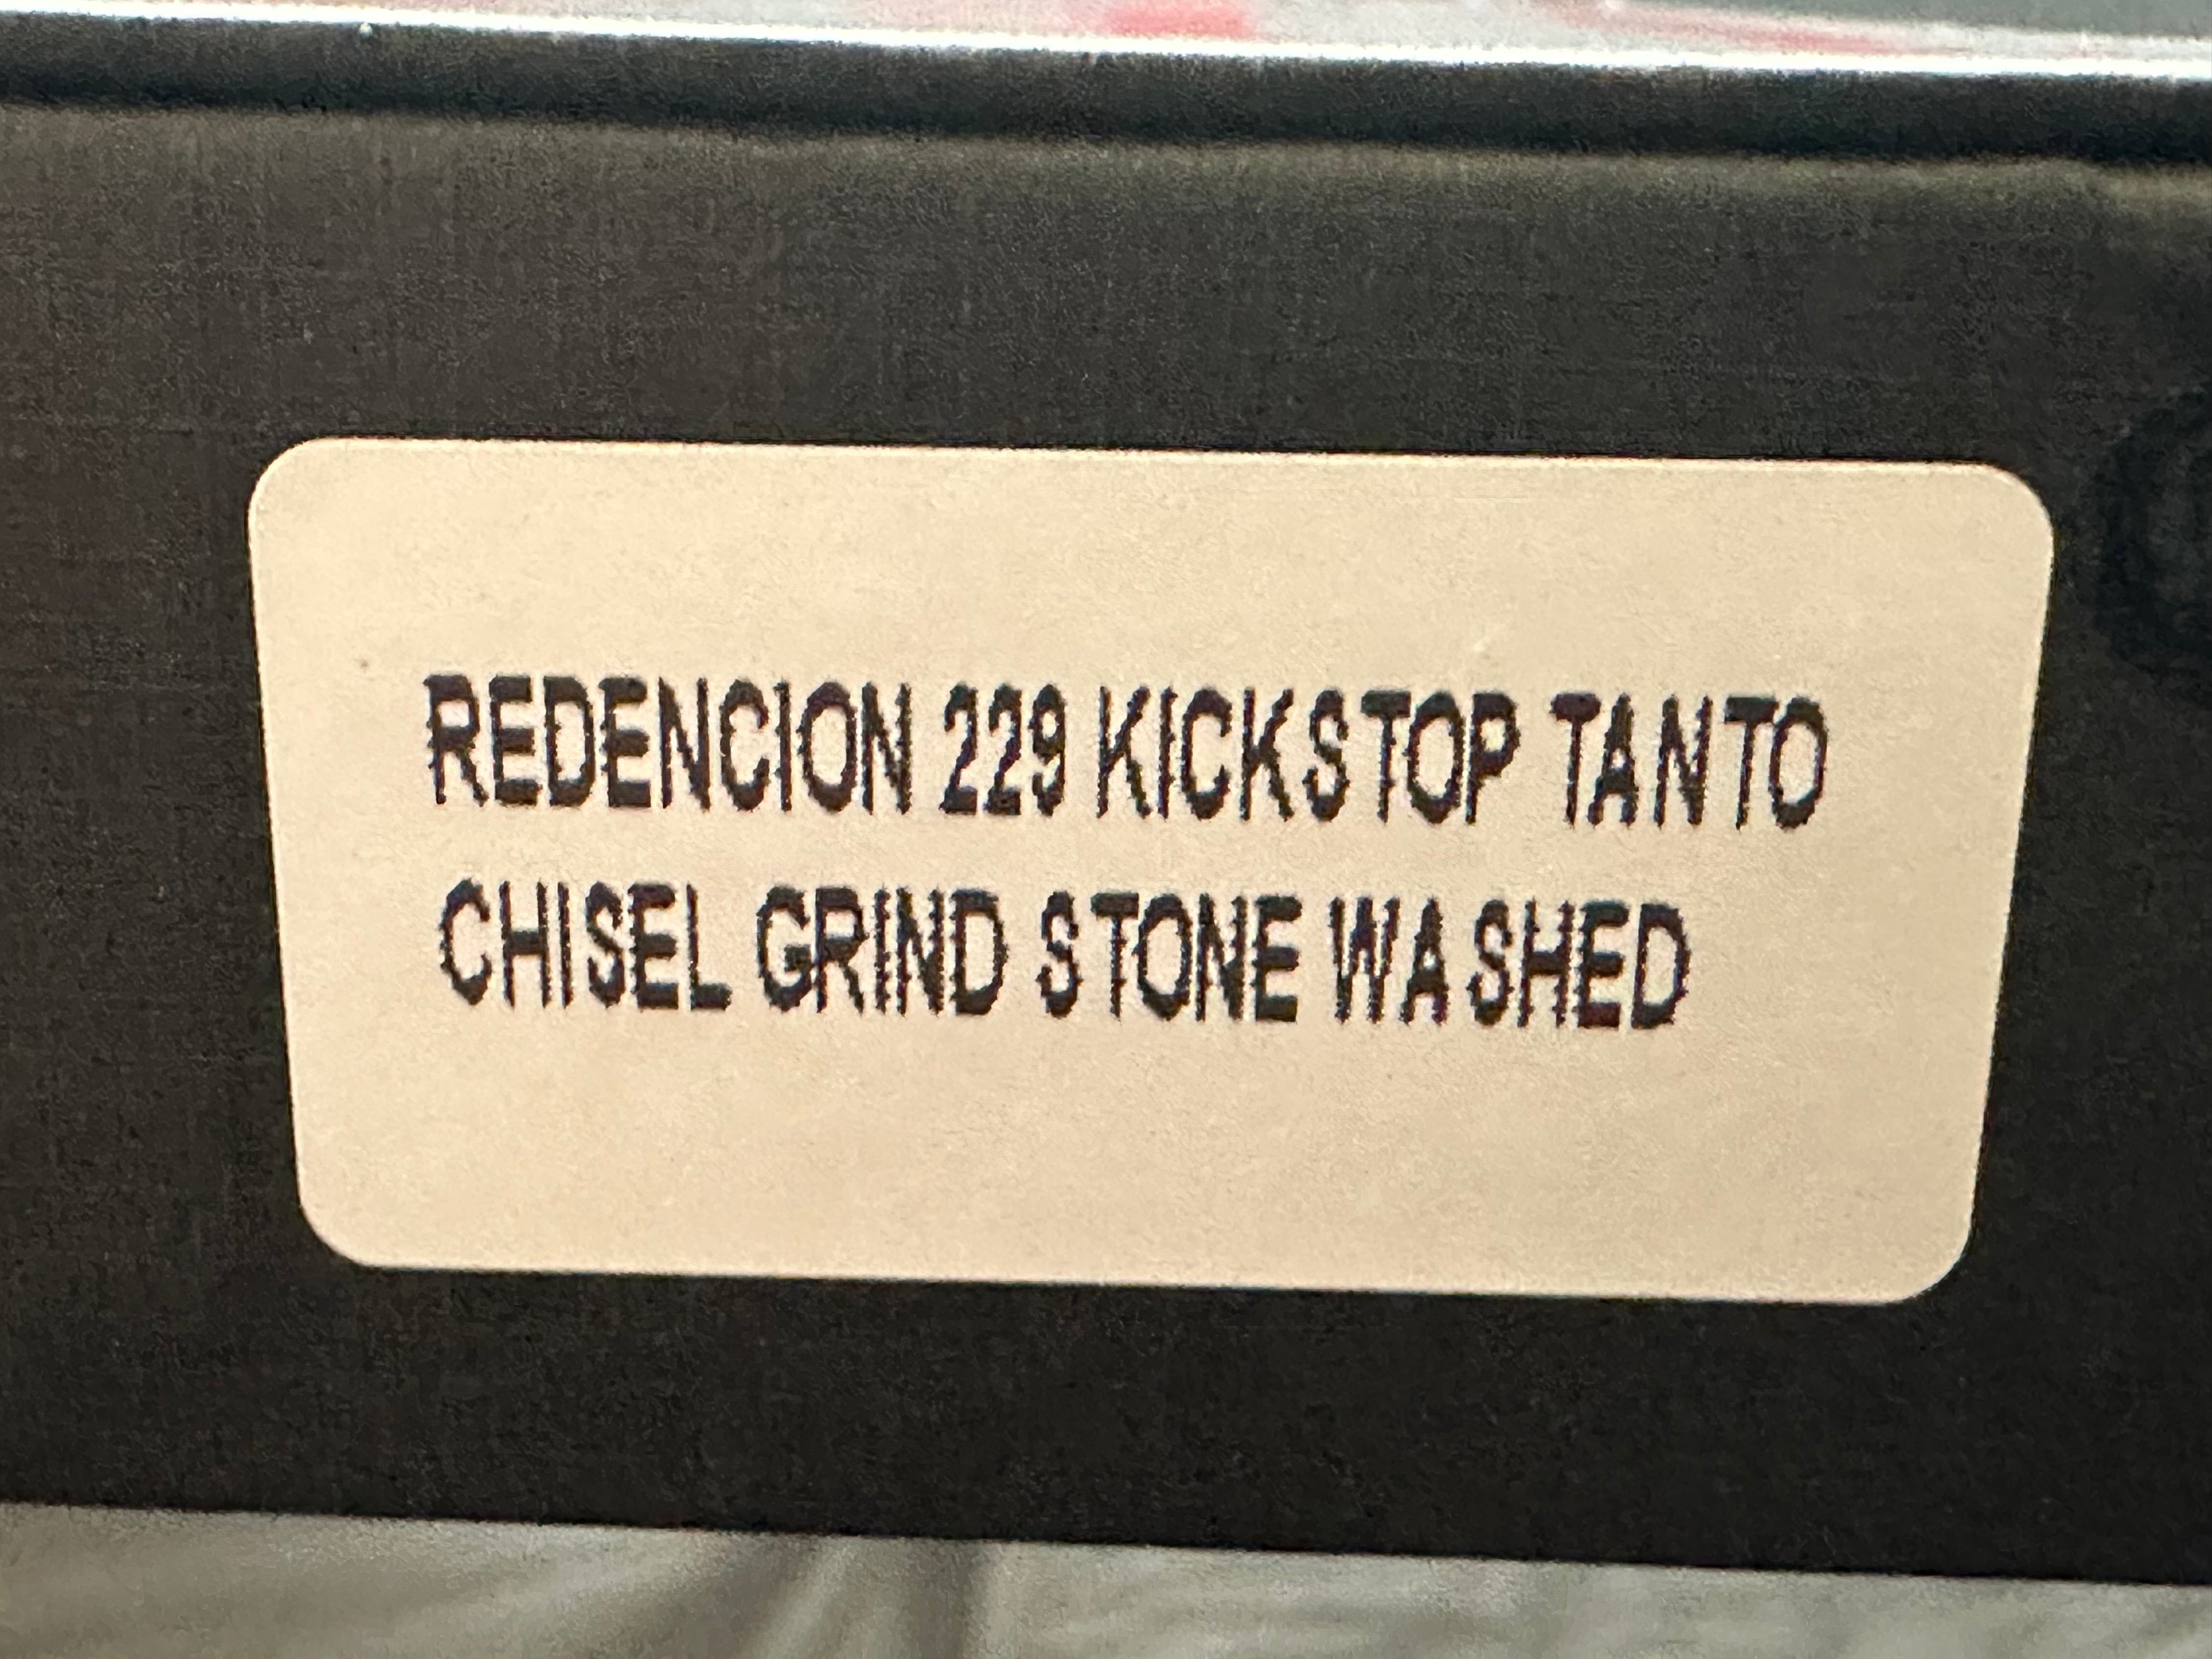 REDENCION 229 KICKSTOP TANTO
CHISEL GRIND STONE WASHED